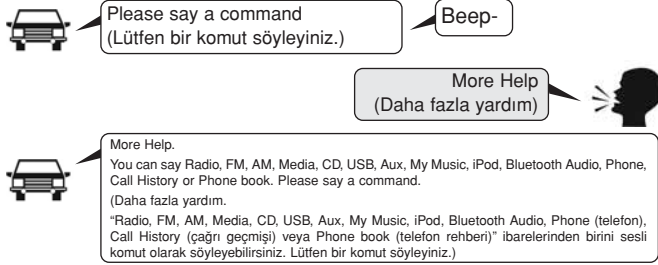 Please say a command
(Lütfen bir komut söyleyiniz.)
Beep-
More Help
(Daha fazla yardım)
More Help.
You can say Radio, FM, AM, Media, CD, USB, Aux, My Music, iPod, Bluetooth Audio, Phone,
Call History or Phone book. Please say a command.
(Daha fazla yardım.
“Radio, FM, AM, Media, CD, USB, Aux, My Music, iPod, Bluetooth Audio, Phone (telefon),
Call History (çağrı geçmişi) veya Phone book (telefon rehberi)” ibarelerinden birini sesli
komut olarak söyleyebilirsiniz. Lütfen bir komut söyleyiniz.)